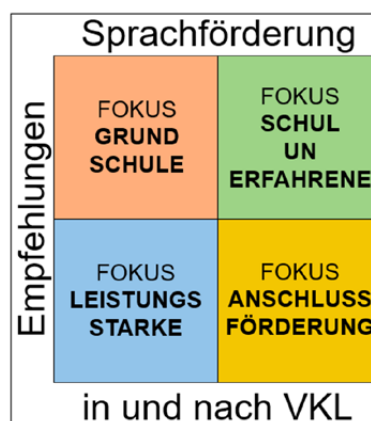 Sprachförderung
Empfehlungen
FOKUS
GRUND
SCHULE
FOKUS
SCHUL
UN
ERFAHRENE
FOKUS
LEISTUNGS
STARKE
FOKUS
ANSCHLUSS
FÖRDERUNG
in und nach VKL